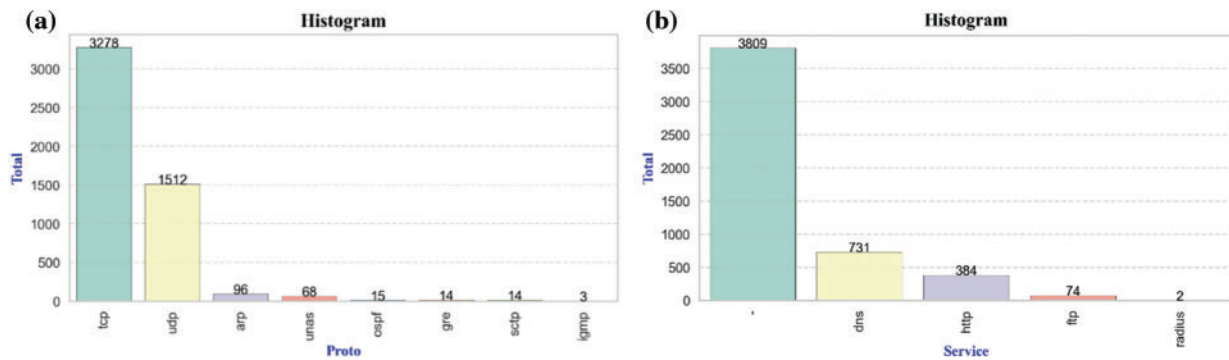 (a)
Histogram
Total
3000
2500
2000
1500
1000
500
0
3278
1512
96
68
15
14
14
3
tcp
udp
arp
unas
ospf
gre
sctp
igmp
Proto
(b)
Histogram
Total
3500
3000
2500
2000
1500
1000
500
0
3809
731
384
74
2
-
dns
http
ftp
radius
Service